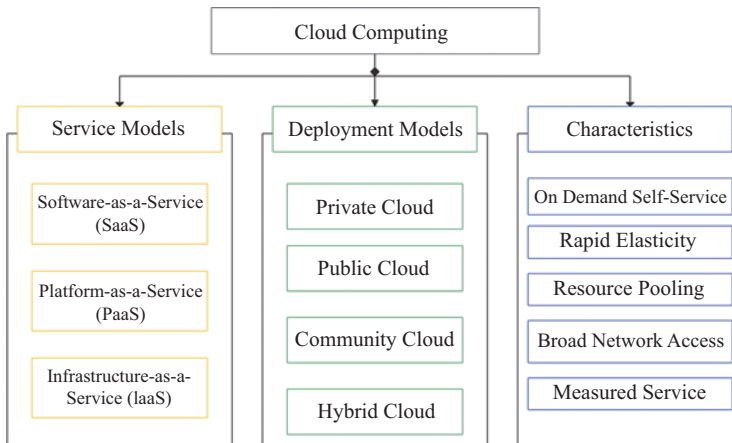 Cloud Computing
Service Models
Software-as-a-Service
(SaaS)
Platform-as-a-Service
(PaaS)
Infrastructure-as-a-
Service (laaS)
Deployment Models
Private Cloud
Public Cloud
Community Cloud
Hybrid Cloud
Characteristics
On Demand Self-Service
Rapid Elasticity
Resource Pooling
Broad Network Access
Measured Service